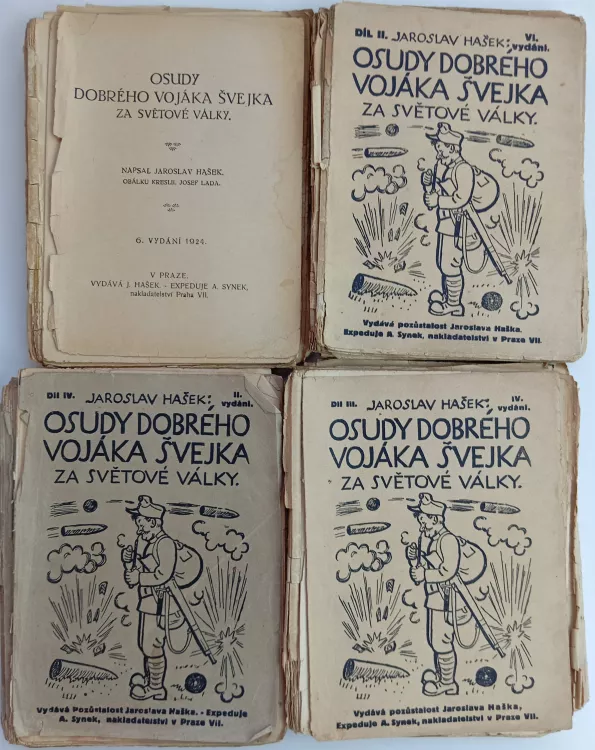 OSUDY
DOBRÉHO VOJÁKA ŠVEJKA
ZA SVĚTOVÉ VÁLKY.
NAPSAL JAROSLAV HAŠEK.
OBÁLKU KRESLIL JOSEF LADA.
6. VYDÁNÍ 1924.
V PRAZE.
VYDÁVÁ J. HAŠEK - EXPEDUJE A. SYNEK,
nakladatelství Praha VII.
DÍL II. JAROSLAV HAŠEK: VI.
vydání.
OSUDY DOBRÉHO
VOJÁKA ŠVEJKA
ZA SVĚTOVÉ VÁLKY.
Vydává pozůstalost Jaroslava Haška.
Expeduje A. Synek, nakladatelství v Praze VII.
Díl IV. JAROSLAV HAŠEK: II.
vydání.
OSUDY DOBRÉHO
VOJÁKA ŠVEJKA
ZA SVĚTOVÉ VÁLKY.
Vydává Pozůstalost Jaroslava Haška. - Expeduje
A. Synek, nakladatelství v Praze VII.
Díl III. JAROSLAV HAŠEK: IV.
vydání.
OSUDY DOBRÉHO
VOJÁKA ŠVEJKA
ZA SVĚTOVÉ VÁLKY.
Vydává pozůstalost Jaroslava Haška,
Expeduje A. Synek, nakladatelství v Praze VII.